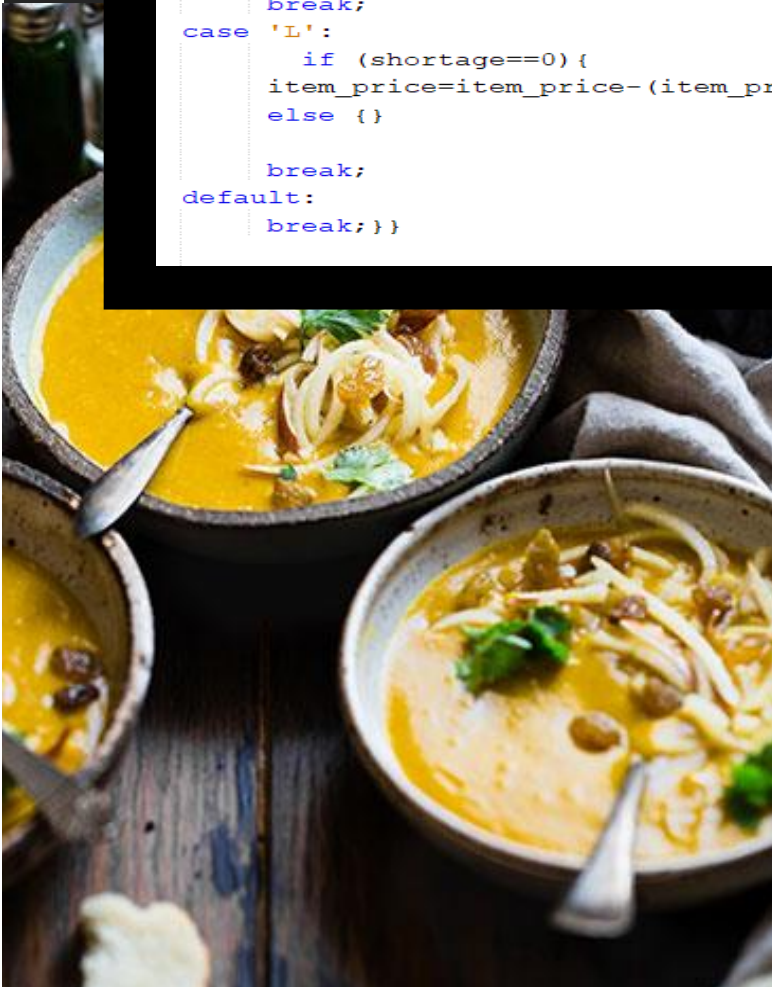 break;
case 'L':
if (shortage==0){
item_price=item_price-(item_pr
else {}
break;
default:
break;}}